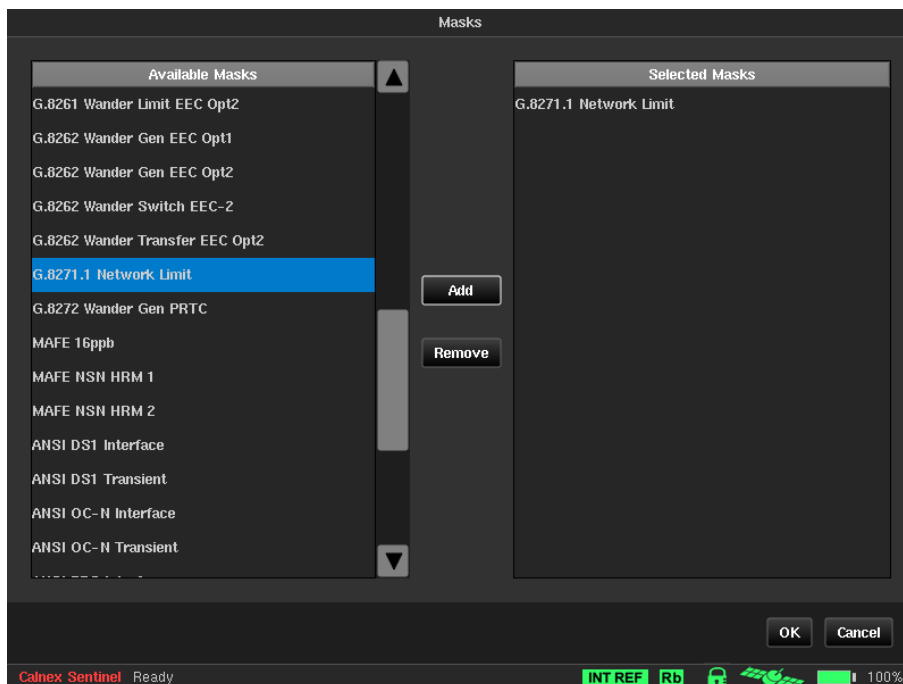 Masks
Available Masks
G.8261 Wander Limit EEC Opt2
G.8262 Wander Gen EEC Opt1
G.8262 Wander Gen EEC Opt2
G.8262 Wander Switch EEC-2
G.8262 Wander Transfer EEC Opt2
G.8271.1 Network Limit
G.8272 Wander Gen PRTC
MAFE 16ppb
MAFE NSN HRM 1
MAFE NSN HRM 2
ANSI DS1 Interface
ANSI DS1 Transient
ANSI OC-N Interface
ANSI OC-N Transient
Add
Remove
Selected Masks
G.8271.1 Network Limit
OK Cancel
Calnex Sentinel Ready INT REF Rb 100%